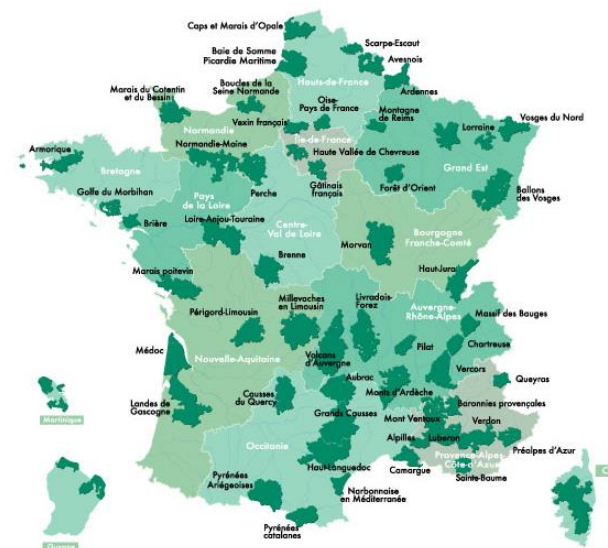 Caps et Marais d'Opale
Scarpe-Escaut
Baie de Somme
Picardie Maritime
Avesnois
Hauts-de-France
Boucles de la
Seine Normande
Ardennes
Marais du Cotentin
et du Bessin
Oise-
Pays de France
Montagne
de Reims
Vosges du Nord
Vexin français
Lorraine
Normandie
Île-de-France
Normandie-Maine
Haute Vallée de Chevreuse
Armorique
Grand Est
Bretagne
Gâtinais
français
Forêt d'Orient
Golfe du Morbihan
Pays
de la Loire
Perche
Ballons
des Vosges
Brière
Loire-Anjou-Touraine
Centre-
Val de Loire
Bourgogne
Franche-Comté
Morvan
Brenne
Haut-Jura
Marais poitevin
Millevaches
en Limousin
Livradois-
Forez
Auvergne-
Rhône-Alpes
Périgord-Limousin
Massif des Bauges
Médoc
Pilat
Chartreuse
Nouvelle-Aquitaine
Volcans
d'Auvergne
Vercors
Aubrac
Queyras
Landes de
Gascogne
Causses
du Quercy
Monts d'Ardèche
Baronnies provençales
Grands Causses
Mont Ventoux
Verdon
Martinique
Occitanie
Alpilles
Luberon
Préalpes d'Azur
Provence-Alpes-
Côte-d'Azur
Haut-Languedoc
Camargue
Sainte-Baume
Pyrénées
Ariégeoises
Narbonnaise
en Méditerranée
Pyrénées
catalanes
C
Guyane